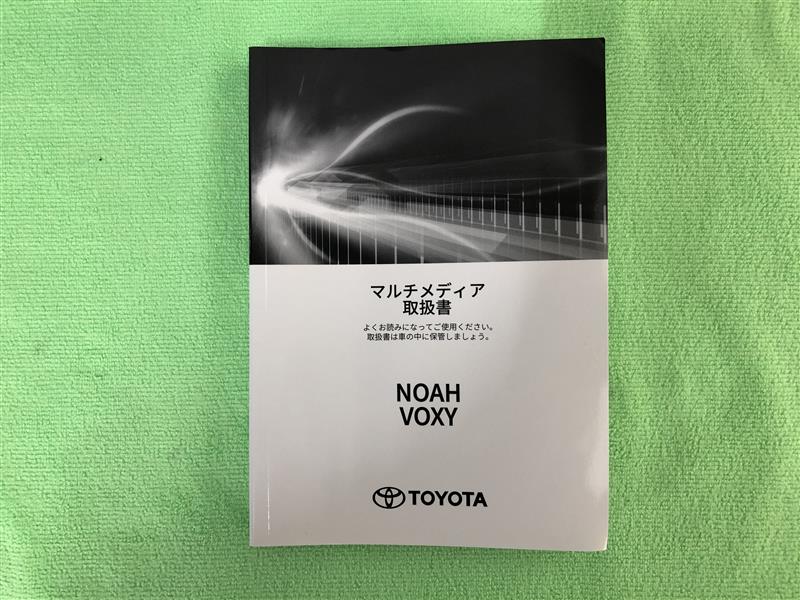 マルチメディア
取扱書
よくお読みになってご使用ください。
取扱書は車の中に保管しましょう。
NOAH
VOXY
TOYOTA